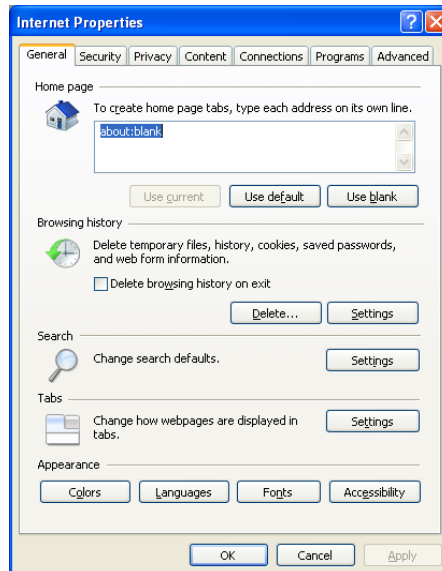 Internet Properties
General Security Privacy Content Connections Programs Advanced
Home page
To create home page tabs, type each address on its own line.
about:blank
Use current Use default Use blank
Browsing history
Delete temporary files, history, cookies, saved passwords,
and web form information.
Delete browsing history on exit
Delete... Settings
Search
Change search defaults. Settings
Tabs
Change how webpages are displayed in
tabs.
Settings
Appearance
Colors Languages Fonts Accessibility
OK Cancel Apply